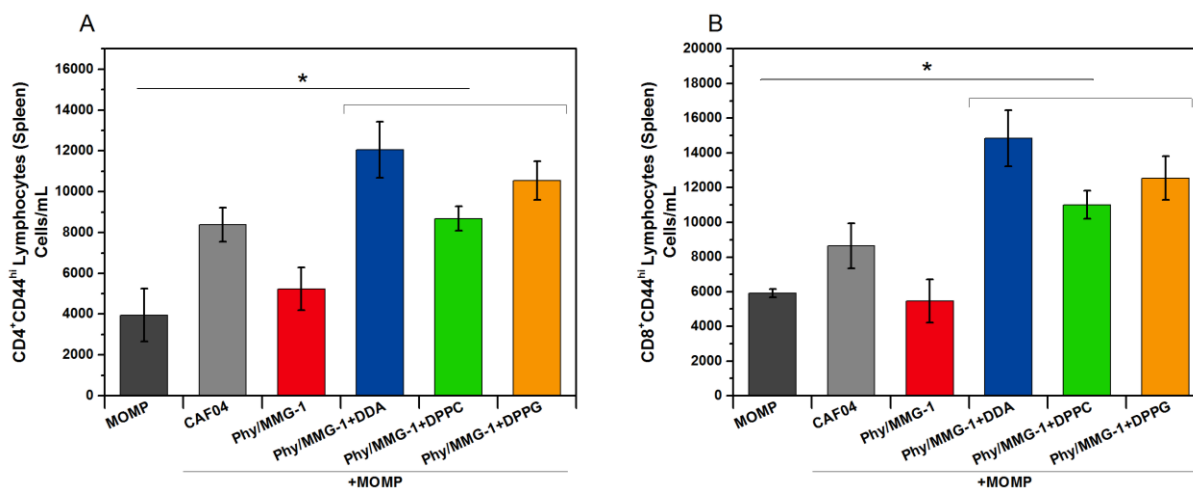 A
CD4⁺CD44ʰⁱ Lymphocytes (Spleen)
Cells/mL
16000
14000
12000
10000
8000
6000
4000
2000
0
*
MOMP
CAF04
Phy/MMG-1
Phy/MMG-1+DDA
Phy/MMG-1+DPPC
Phy/MMG-1+DPPG
+MOMP
B
CD8⁺CD44ʰⁱ Lymphocytes (Spleen)
Cells/mL
20000
18000
16000
14000
12000
10000
8000
6000
4000
2000
0
*
MOMP
CAF04
Phy/MMG-1
Phy/MMG-1+DDA
Phy/MMG-1+DPPC
Phy/MMG-1+DPPG
+MOMP